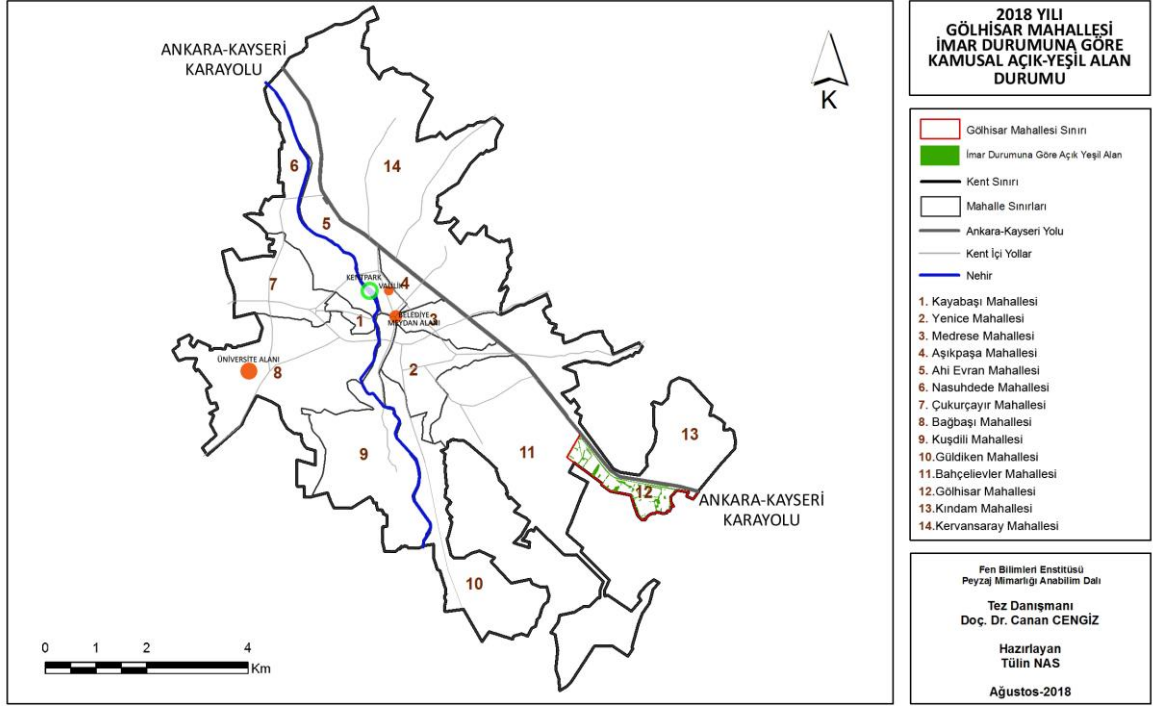 ANKARA-KAYSERİ
KARAYOLU
K
6
14
5
7
KENTPARK
VALİLİK
4
1
BELEDİYE
MEYDAN ALANI
3
ÜNİVERSİTE ALANI
8
2
9
11
13
12
ANKARA-KAYSERİ
KARAYOLU
10
0 1 2 4
Km
2018 YILI
GÖLHİSAR MAHALLESİ
İMAR DURUMUNA GÖRE
KAMUSAL AÇIK-YEŞİL ALAN
DURUMU
Gölhisar Mahallesi Sınırı
İmar Durumuna Göre Açık Yeşil Alan
Kent Sınırı
Mahalle Sınırları
Ankara-Kayseri Yolu
Kent İçi Yollar
Nehir
1. Kayabaşı Mahallesi
2. Yenice Mahallesi
3. Medrese Mahallesi
4. Aşıkpaşa Mahallesi
5. Ahi Evran Mahallesi
6. Nasuhdede Mahallesi
7. Çukurçayır Mahallesi
8. Bağbaşı Mahallesi
9. Kuşdili Mahallesi
10.Güldiken Mahallesi
11.Bahçelievler Mahallesi
12.Gölhisar Mahallesi
13.Kındam Mahallesi
14.Kervansaray Mahallesi
Fen Bilimleri Enstitüsü
Peyzaj Mimarlığı Anabilim Dalı
Tez Danışmanı
Doç. Dr. Canan CENGİZ
Hazırlayan
Tülin NAS
Ağustos-2018